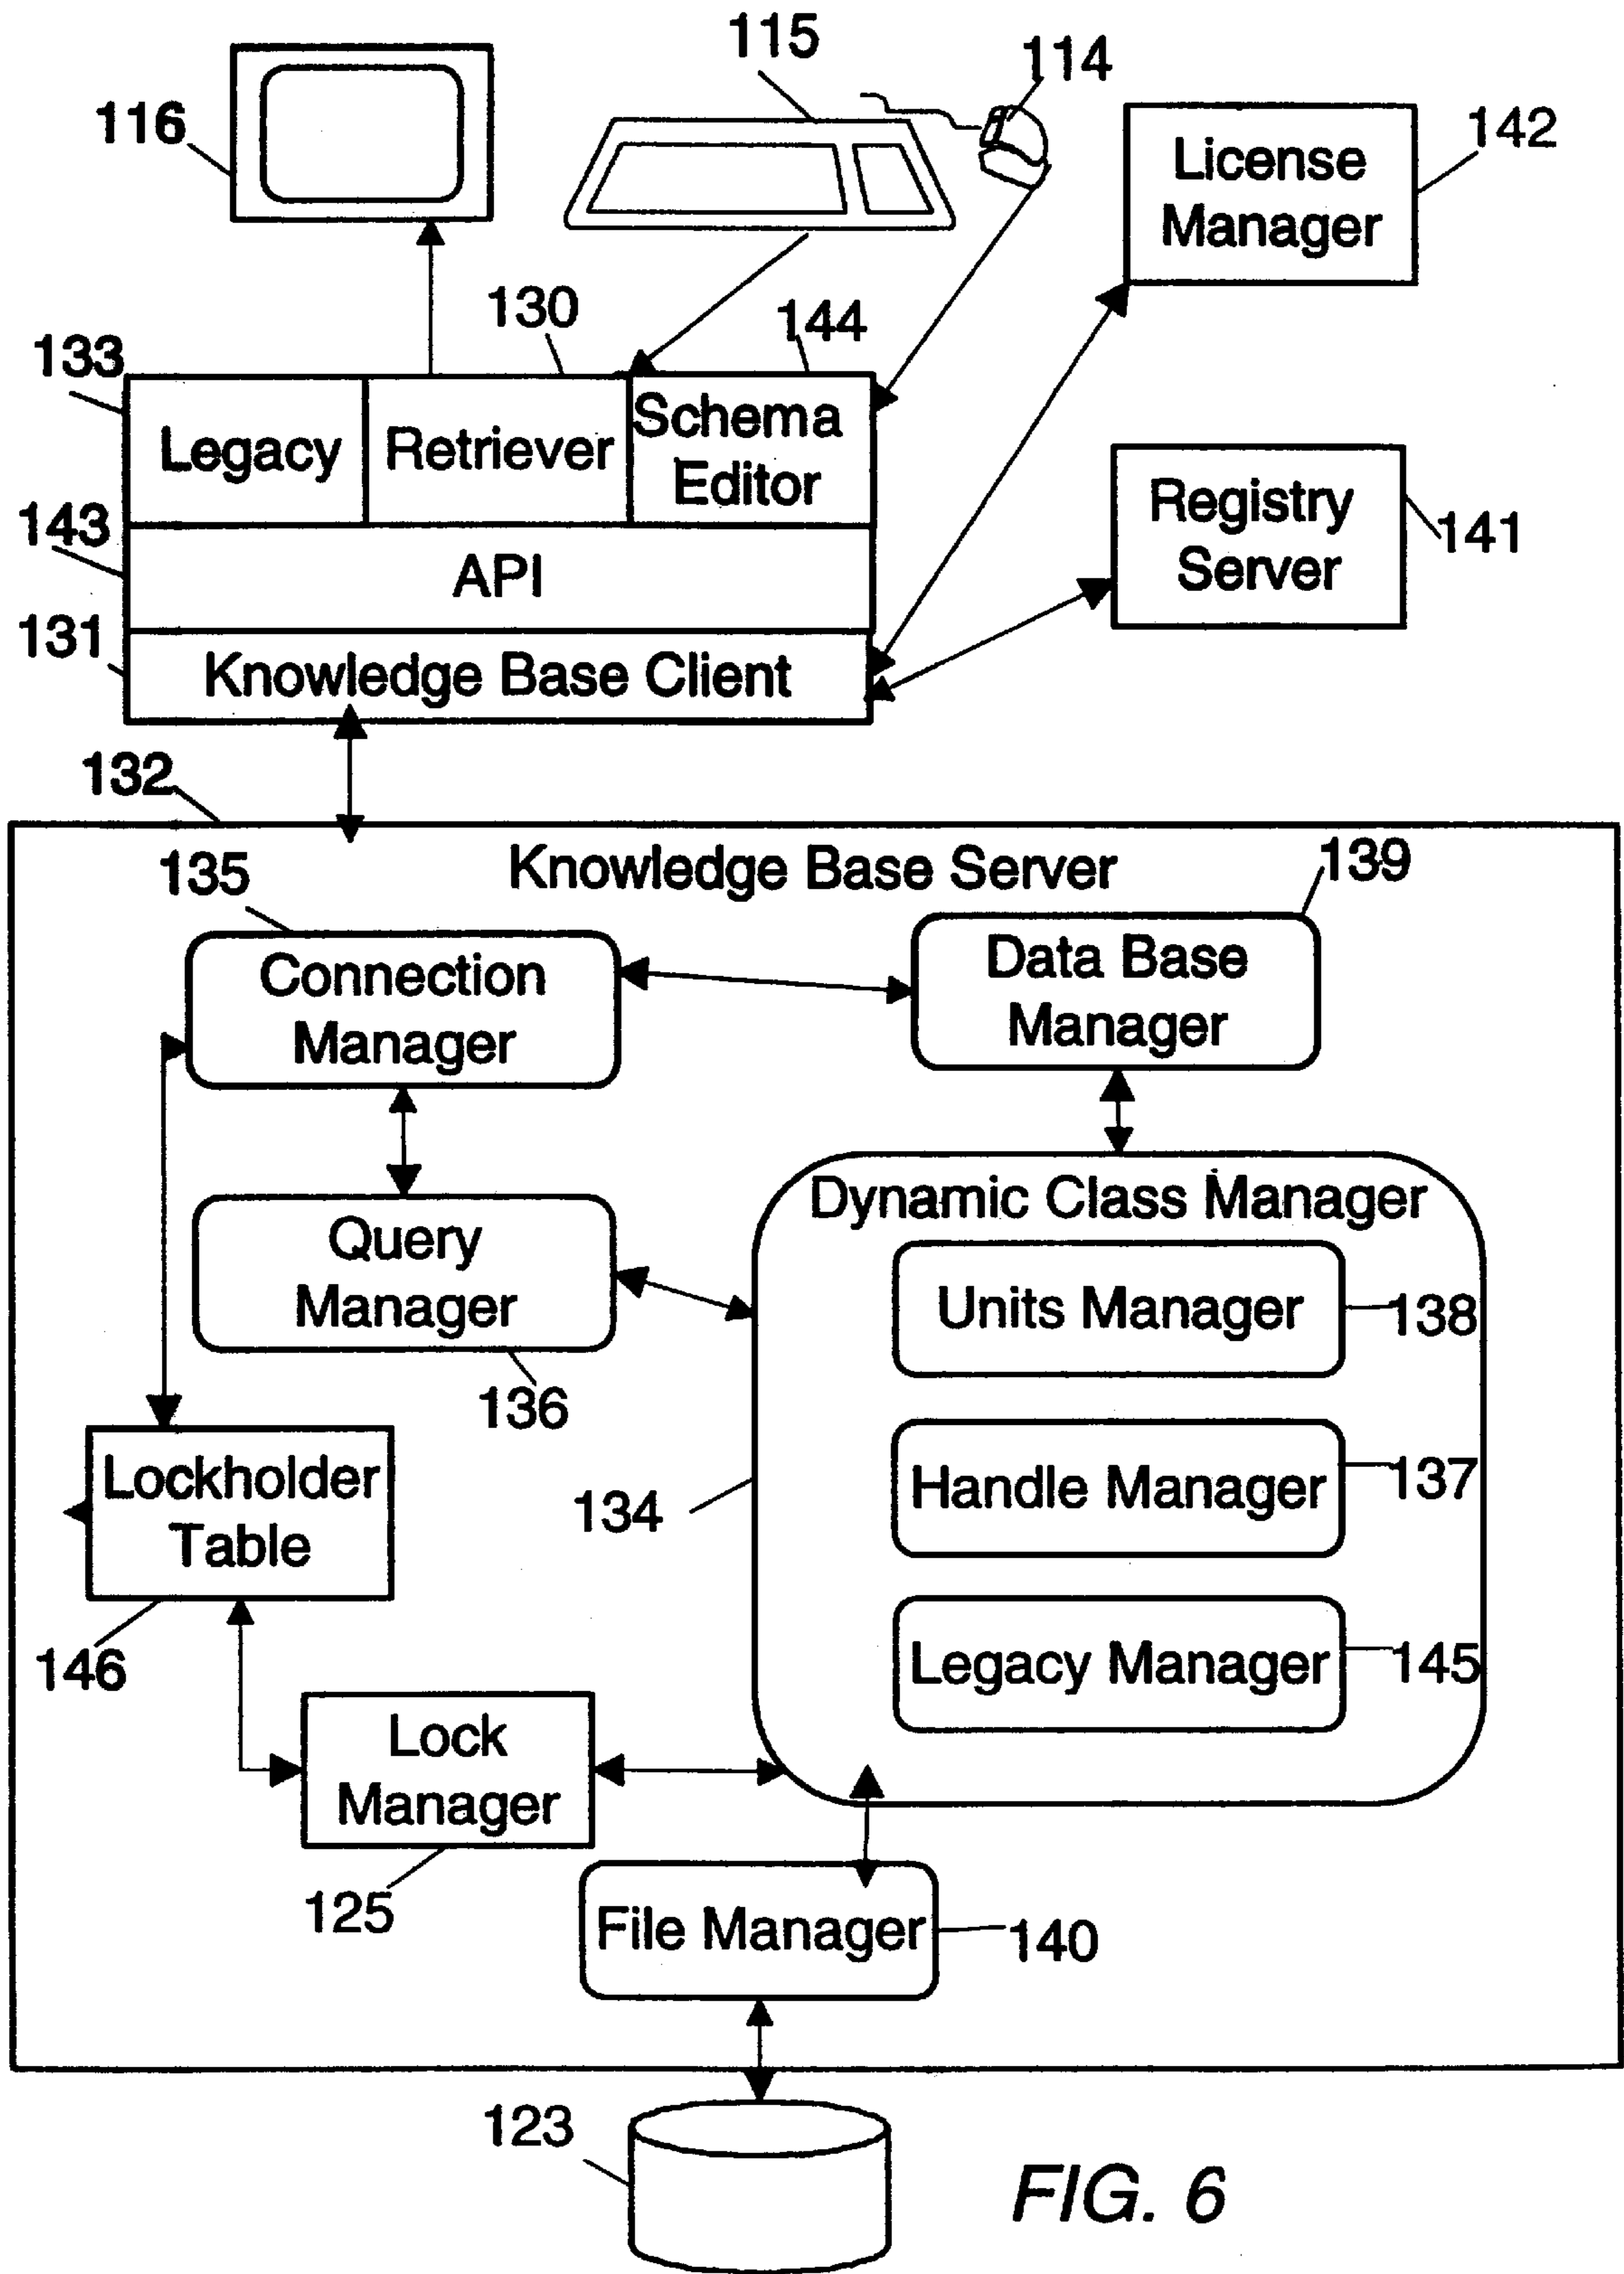 115
114
116
License
Manager
142
130
144
133
Legacy
Retriever
Schema
Editor
Registry
Server
141
143
API
131
Knowledge Base Client
132
Knowledge Base Server
135
139
Connection
Manager
Data Base
Manager
Dynamic Class Manager
Query
Manager
Units Manager
138
136
Lockholder
Table
Handle Manager
137
134
146
Legacy Manager
145
Lock
Manager
125
File Manager
140
123
FIG. 6